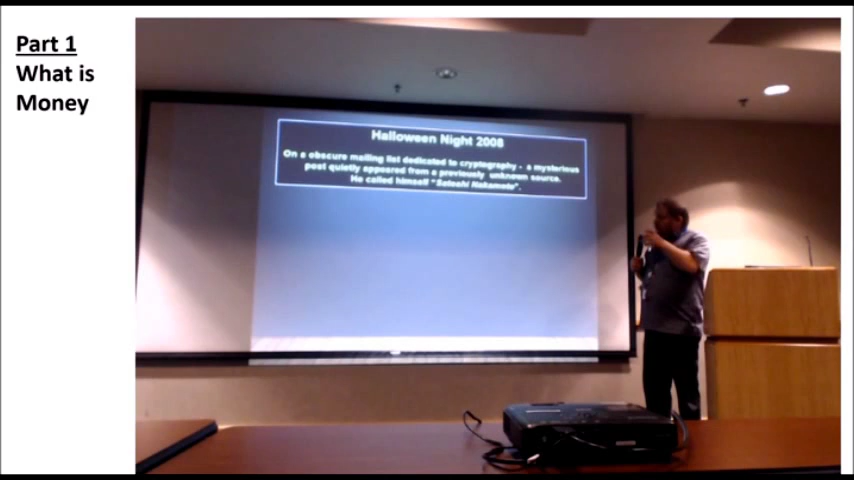 Part 1
What is
Money
Halloween Night 2008
On a obscure mailing list dedicated to cryptography - a mysterious
post quietly appeared from a previously unknown source.
He called himself "Satoshi Nakamoto".